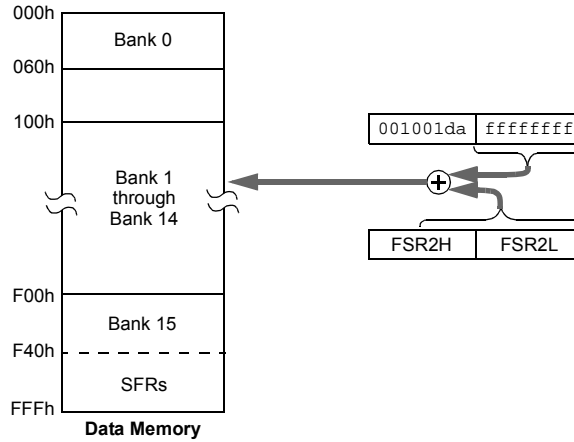 000h
Bank 0
060h
100h
001001da ffffffff
Bank 1
through
Bank 14
FSR2H FSR2L
F00h
Bank 15
F40h
SFRs
FFFh
Data Memory